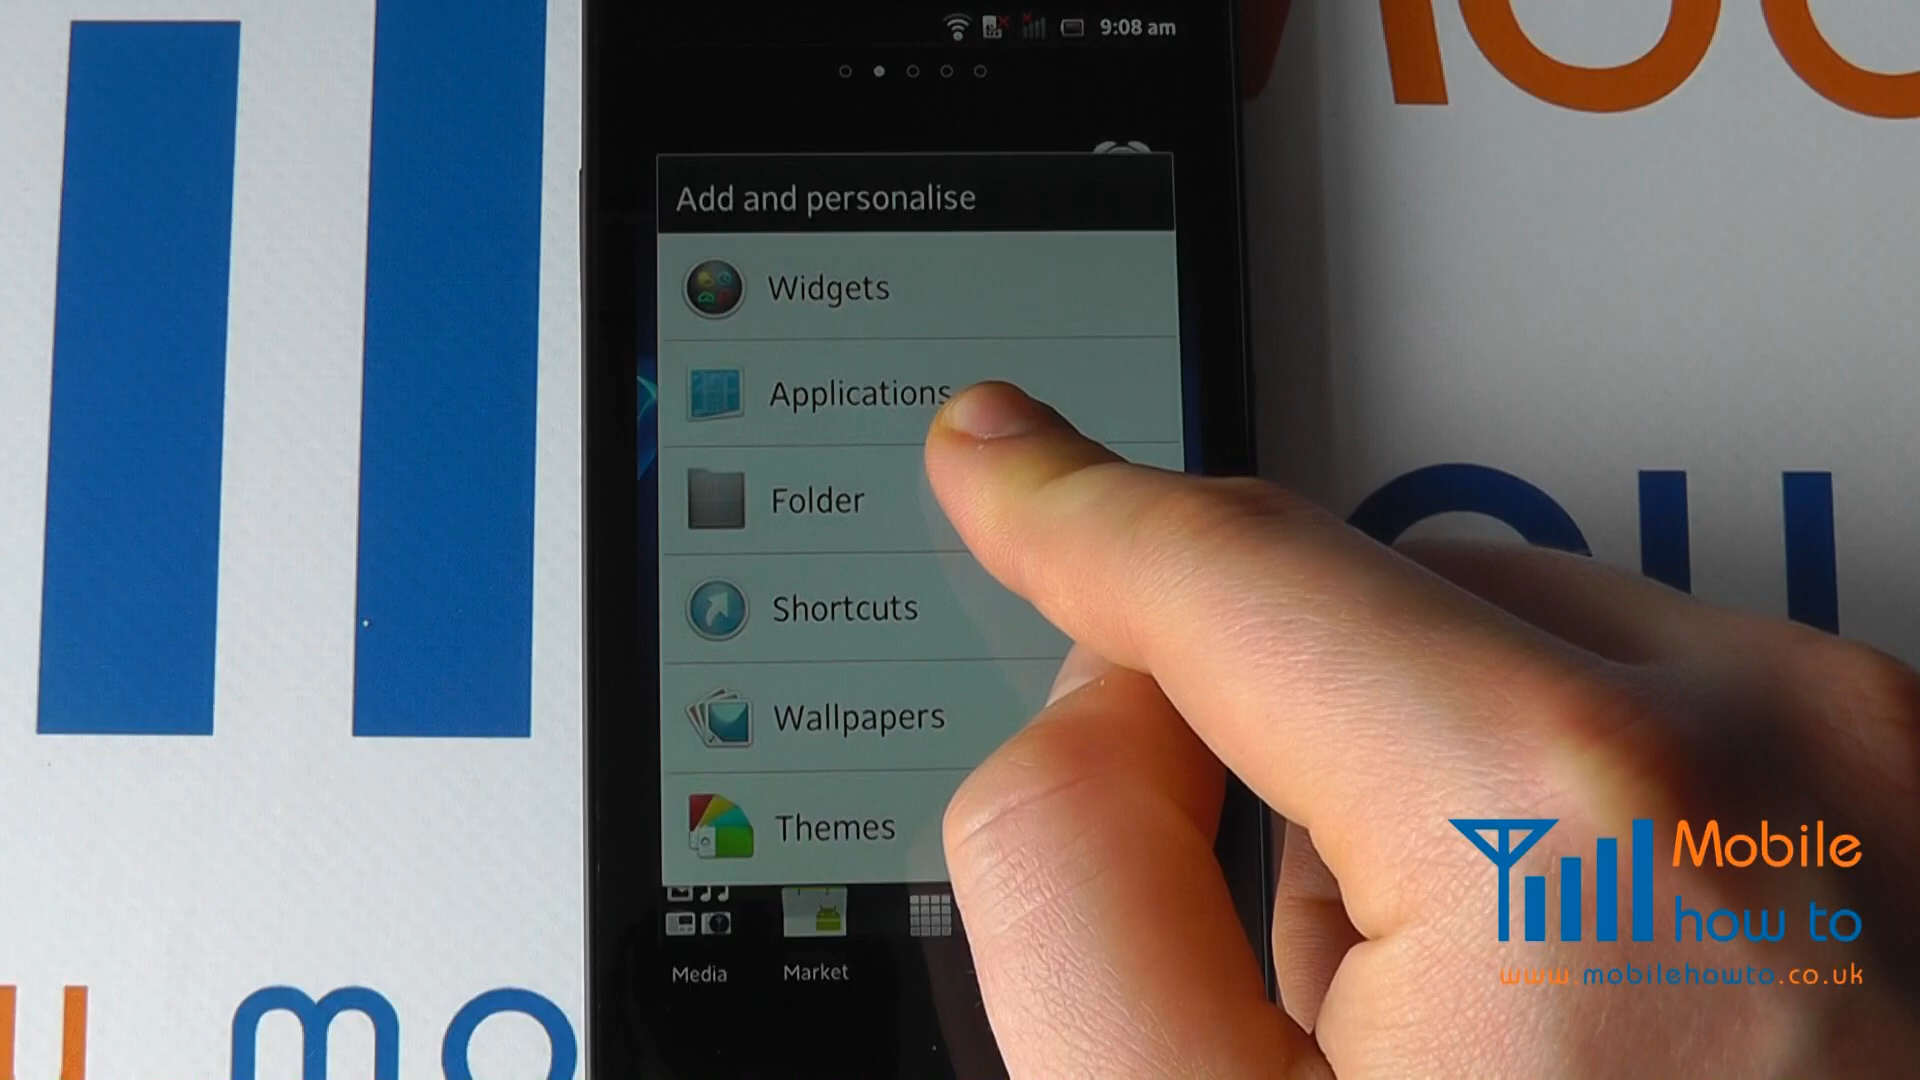 9:08 am
Add and personalise
Widgets
Applications
Folder
Shortcuts
Wallpapers
Themes
Media
Market
Mobile
how to
www.mobilehowto.co.uk